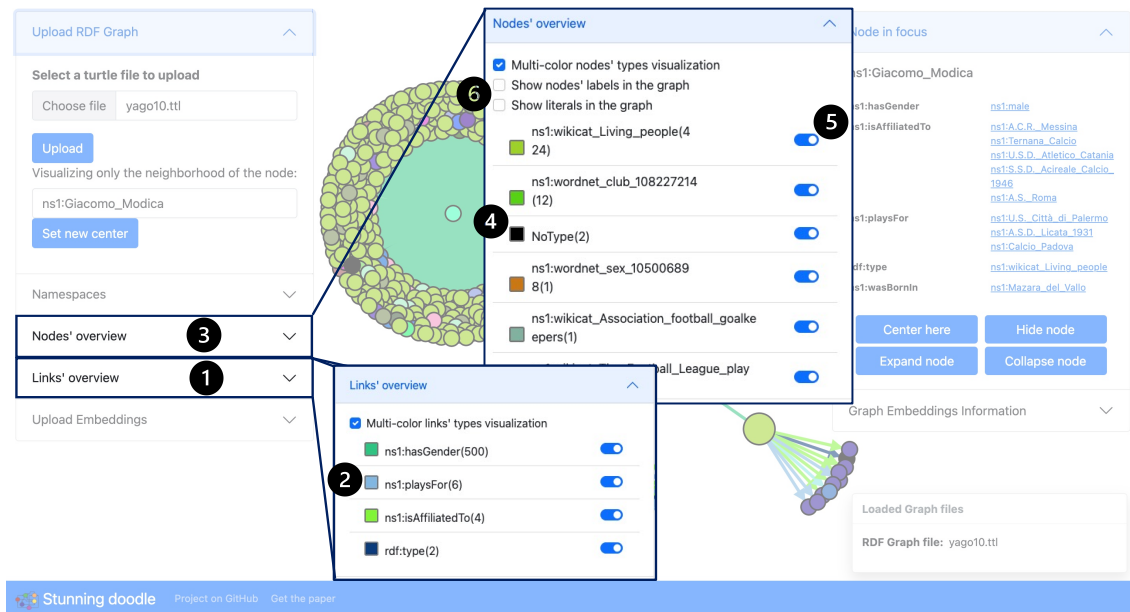 Upload RDF Graph
Select a turtle file to upload
Choose file yago10.ttl
Upload
Visualizing only the neighborhood of the node:
ns1:Giacomo_Modica
Set new center
Namespaces
Nodes' overview 3
Links' overview 1
Upload Embeddings
Nodes' overview
Multi-color nodes' types visualization
6 Show nodes' labels in the graph
Show literals in the graph
5
ns1:wikicat_Living_people(4
24)
ns1:wordnet_club_108227214
(12)
4 NoType(2)
ns1:wordnet_sex_10500689
8(1)
ns1:wikicat_Association_football_goalke
epers(1)
Links' overview
Multi-color links' types visualization
ns1:hasGender(500)
2 ns1:playsFor(6)
ns1:isAffiliatedTo(4)
rdf:type(2)
Node in focus
ns1:Giacomo_Modica
ns1:hasGender ns1:male
ns1:isAffiliatedTo ns1:A.C.R._Messina
ns1:Ternana_Calcio
ns1:U.S.D._Atletico_Catania
ns1:S.S.D._Acireale_Calcio_
1946
ns1:A.S._Roma
ns1:playsFor ns1:U.S._Città_di_Palermo
ns1:A.S.D._Licata_1931
ns1:Calcio_Padova
rdf:type ns1:wikicat_Living_people
ns1:wasBornIn ns1:Mazara_del_Vallo
Center here Hide node
Expand node Collapse node
Graph Embeddings Information
Loaded Graph files
RDF Graph file: yago10.ttl
Stunning doodle Project on GitHub Get the paper